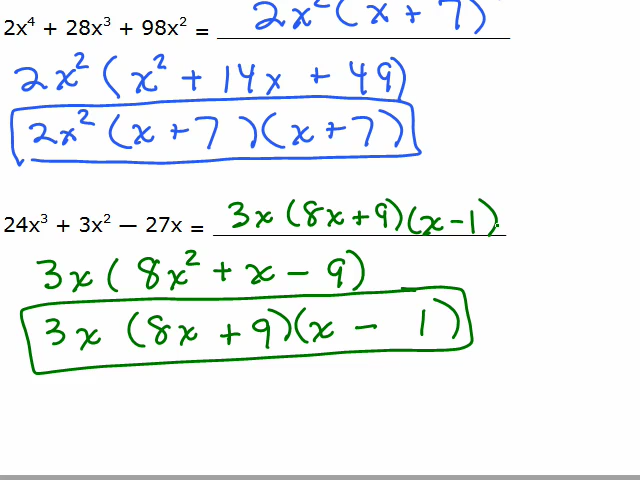 2x⁴ + 28x³ + 98x² = 2x²(x + 7)
2x²(x² + 14x + 49)
2x²(x + 7)(x + 7)
24x³ + 3x² — 27x = 3x(8x+9)(x-1)
3x(8x² + x - 9)
3x(8x + 9)(x - 1)